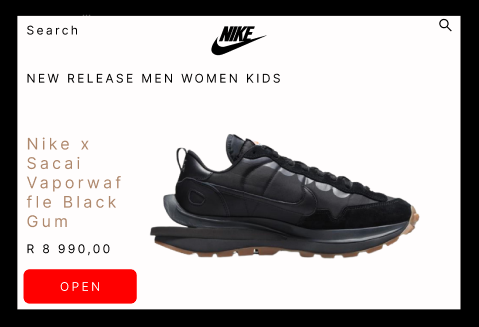 Search
NIKE
NEW RELEASE MEN WOMEN KIDS
Nike x
Sacai
Vaporwaf
fle Black
Gum
R 8 990,00
OPEN